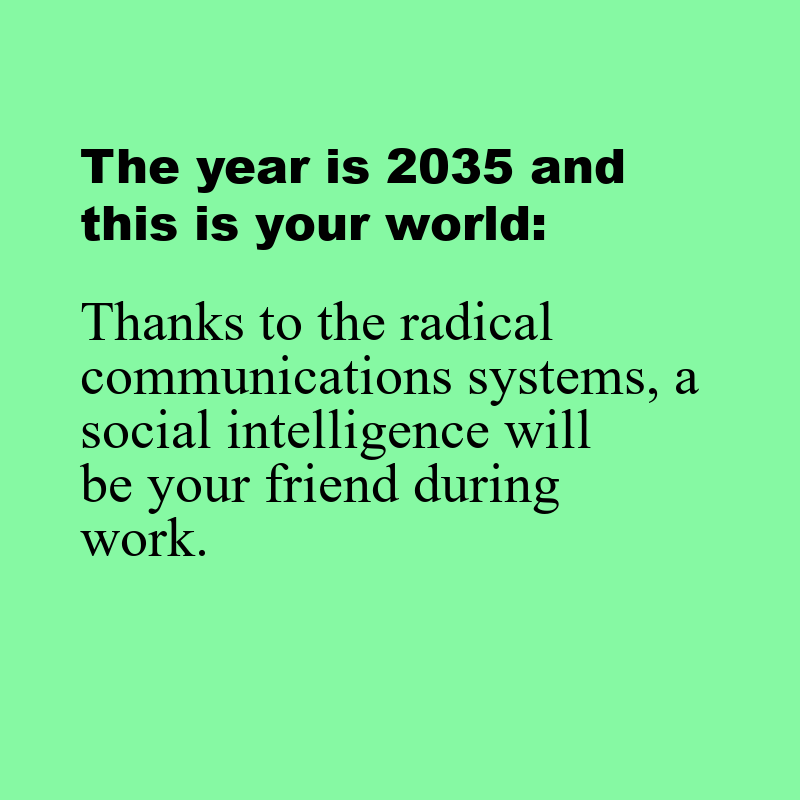 The year is 2035 and
this is your world:
Thanks to the radical
communications systems, a
social intelligence will
be your friend during
work.